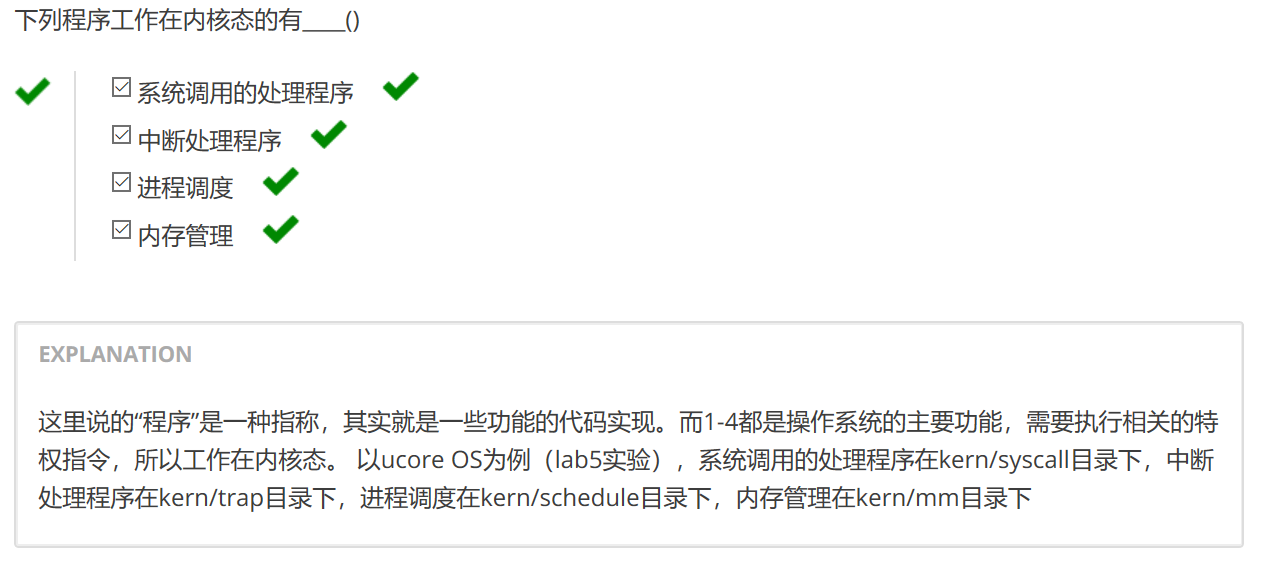 下列程序工作在内核态的有____()
系统调用的处理程序
中断处理程序
进程调度
内存管理
EXPLANATION
这里说的“程序”是一种指称，其实就是一些功能的代码实现。而1-4都是操作系统的主要功能，需要执行相关的特
权指令，所以工作在内核态。 以ucore OS为例（lab5实验），系统调用的处理程序在kern/syscall目录下，中断
处理程序在kern/trap目录下，进程调度在kern/schedule目录下，内存管理在kern/mm目录下